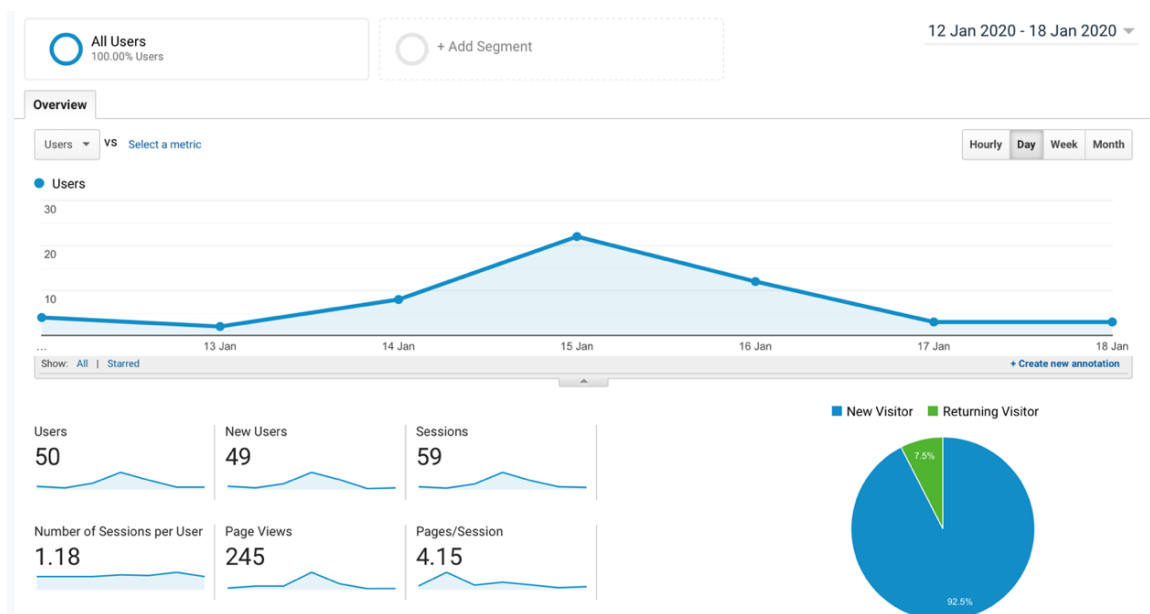 All Users
100.00% Users
+ Add Segment
12 Jan 2020 - 18 Jan 2020
Overview
Users VS Select a metric
Hourly Day Week Month
Users
30
20
10
... 13 Jan 14 Jan 15 Jan 16 Jan 17 Jan 18 Jan
Show: All | Starred
+ Create new annotation
New Visitor Returning Visitor
Users New Users Sessions
50 49 59
Number of Sessions per User Page Views Pages/Session
1.18 245 4.15
7.5%
92.5%